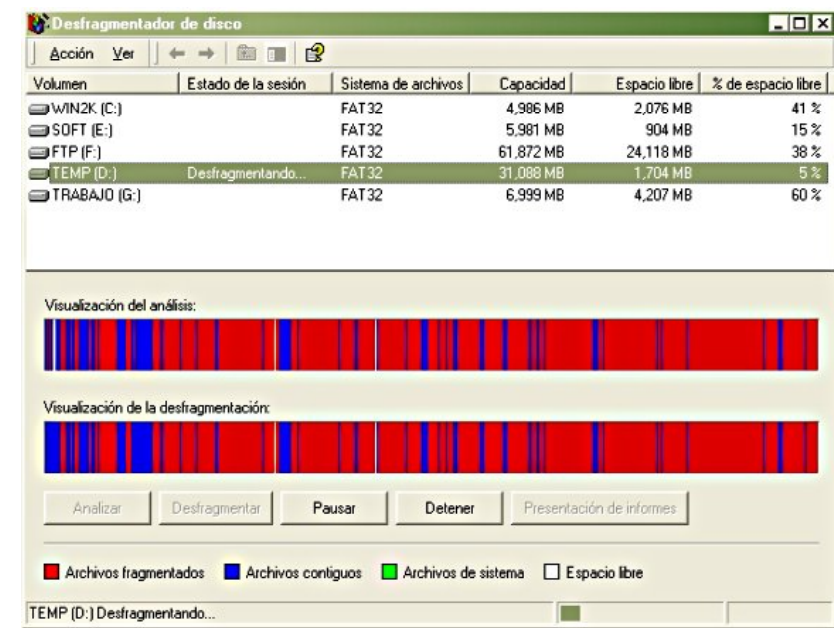 Desfragmentador de disco
Acción Ver
Volumen Estado de la sesión Sistema de archivos Capacidad Espacio libre % de espacio libre
WIN2K (C:) FAT32 4,986 MB 2,076 MB 41 %
SOFT (E:) FAT32 5,981 MB 904 MB 15 %
FTP (F:) FAT32 61,872 MB 24,118 MB 38 %
TEMP (D:) Desfragmentando... FAT32 31,088 MB 1,704 MB 5 %
TRABAJO (G:) FAT32 6,999 MB 4,207 MB 60 %
Visualización del análisis:
Visualización de la desfragmentación:
Analizar Desfragmentar Pausar Detener Presentación de informes
Archivos fragmentados Archivos contiguos Archivos de sistema Espacio libre
TEMP (D:) Desfragmentando...